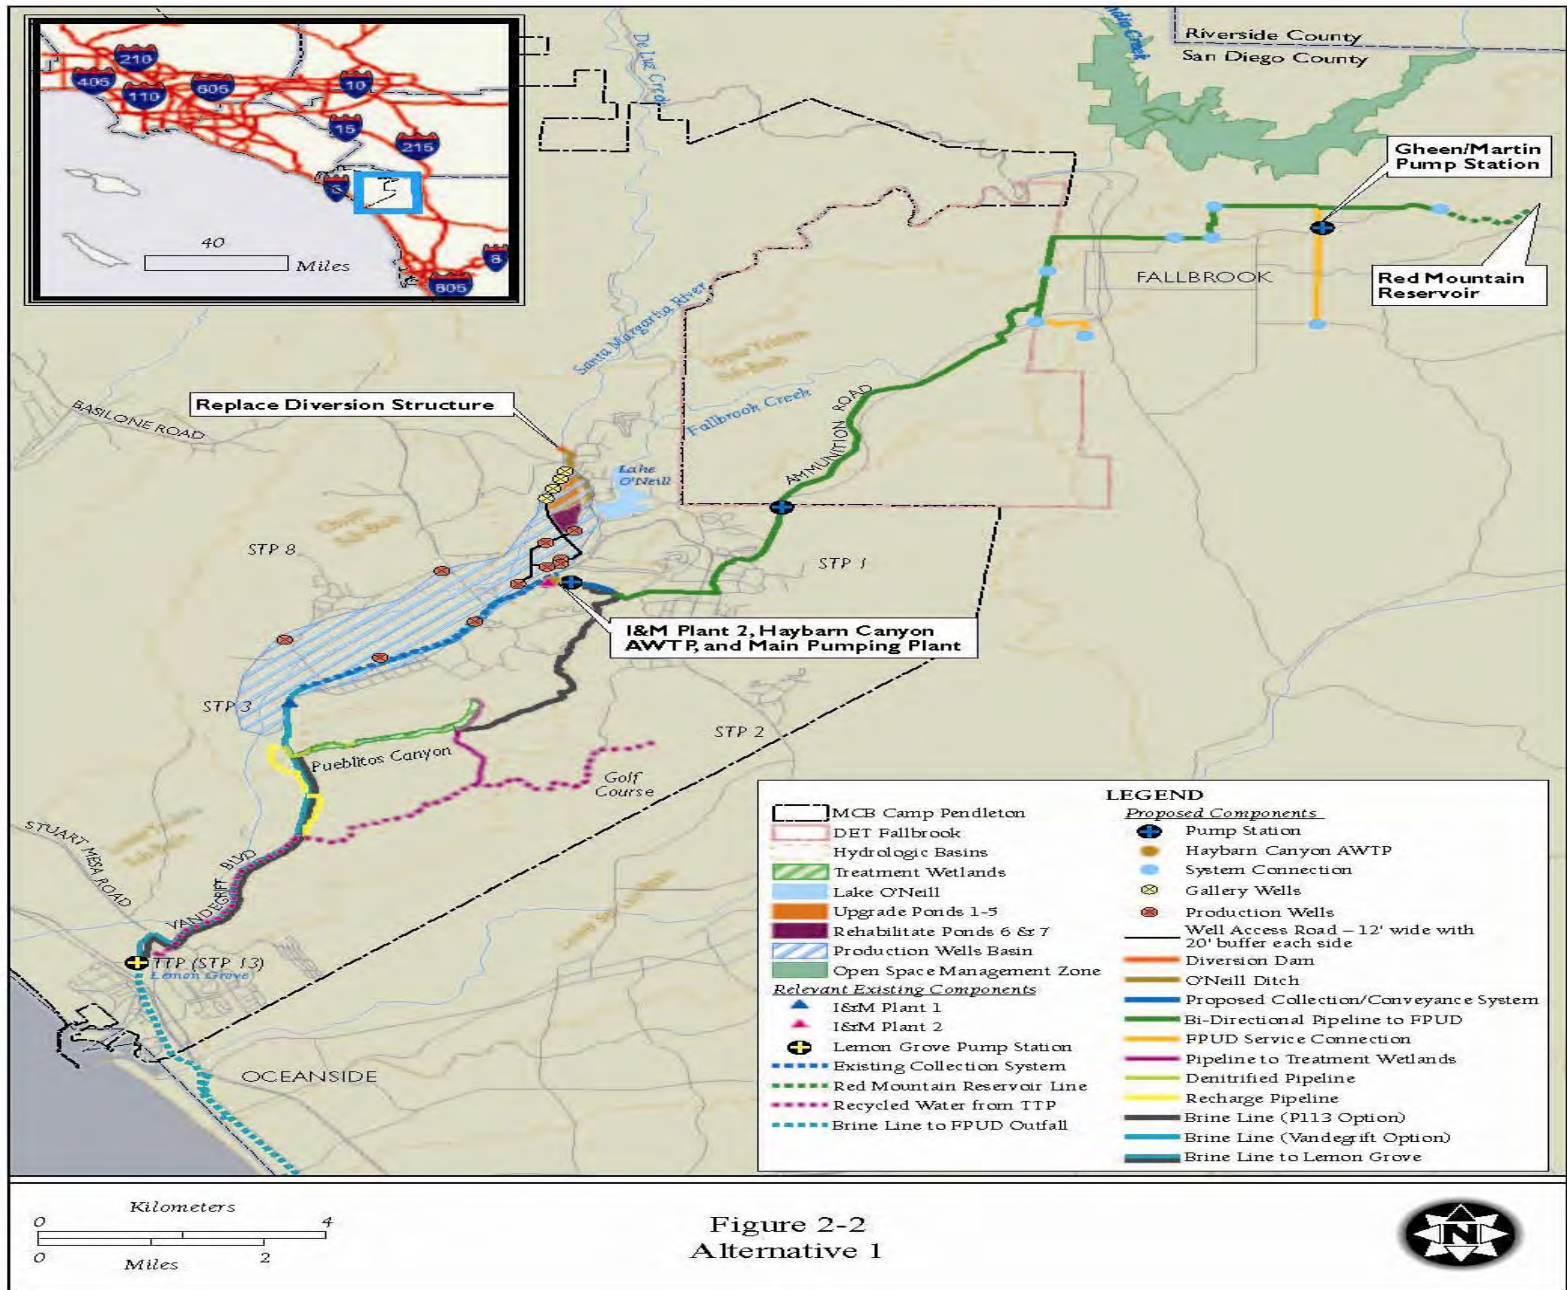 210
405
110
605
10
15
215
5
8
805
40
Miles
De Luz Creek
Riverside County
San Diego County
Gheen/Martin
Pump Station
FALLBROOK
Red Mountain
Reservoir
Santa Margarita River
Replace Diversion Structure
BASILONE ROAD
Fallbrook Creek
AMMUNITION ROAD
Lake
O'Neill
STP 8
STP 1
I&M Plant 2, Haybarn Canyon
AWTP, and Main Pumping Plant
STP 3
STP 2
Pueblitos Canyon
Golf
Course
STUART MESA ROAD
VANDEGRIFT BLVD
TTP (STP 13)
Lemon Grove
OCEANSIDE
LEGEND
MCB Camp Pendleton
DET Fallbrook
Hydrologic Basins
Treatment Wetlands
Lake O'Neill
Upgrade Ponds 1-5
Rehabilitate Ponds 6 & 7
Production Wells Basin
Open Space Management Zone
Relevant Existing Components
I&M Plant 1
I&M Plant 2
Lemon Grove Pump Station
Existing Collection System
Red Mountain Reservoir Line
Recycled Water from TTP
Brine Line to FPUD Outfall
Proposed Components
Pump Station
Haybarn Canyon AWTP
System Connection
Gallery Wells
Production Wells
Well Access Road – 12' wide with
20' buffer each side
Diversion Dam
O'Neill Ditch
Proposed Collection/Conveyance System
Bi-Directional Pipeline to FPUD
FPUD Service Connection
Pipeline to Treatment Wetlands
Denitrified Pipeline
Recharge Pipeline
Brine Line (P113 Option)
Brine Line (Vandegrift Option)
Brine Line to Lemon Grove
Kilometers
0 4
0 2
Miles
Figure 2-2
Alternative 1
N